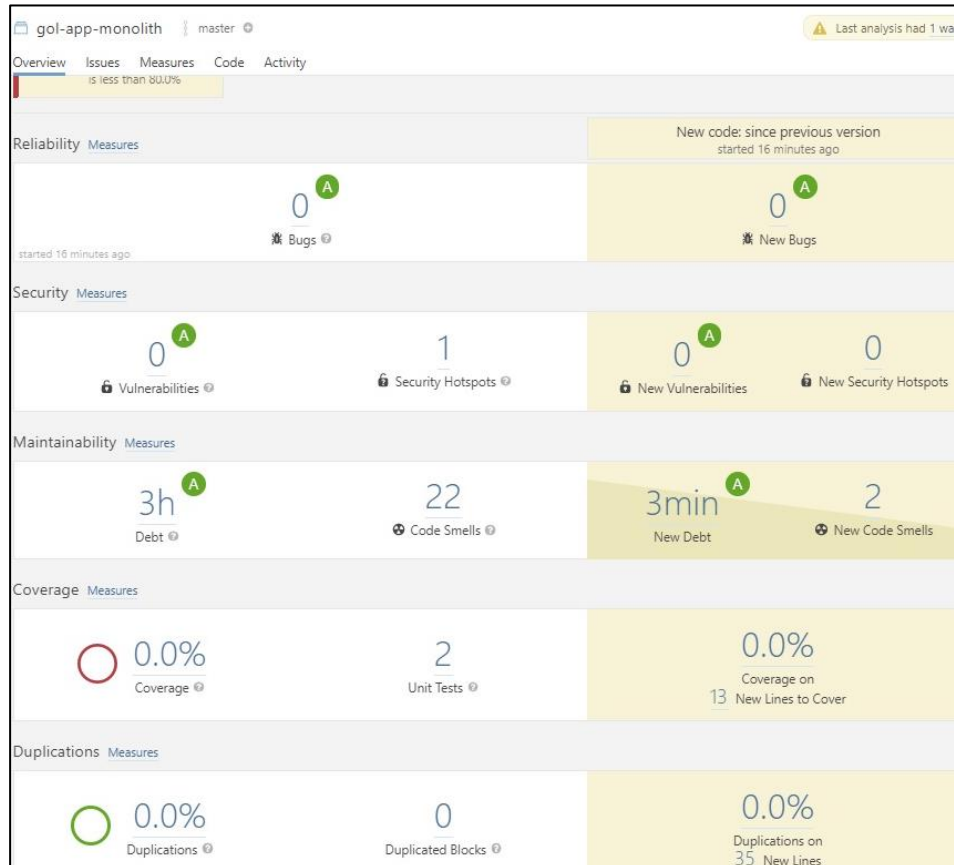 gol-app-monolith master
Last analysis had 1 wa
Overview Issues Measures Code Activity
is less than 80.0%
Reliability Measures
New code: since previous version
started 16 minutes ago
0 A
Bugs
started 16 minutes ago
0 A
New Bugs
Security Measures
0 A
Vulnerabilities
1
Security Hotspots
0 A
New Vulnerabilities
0
New Security Hotspots
Maintainability Measures
3h A
Debt
22
Code Smells
3min A
New Debt
2
New Code Smells
Coverage Measures
0.0%
Coverage
2
Unit Tests
0.0%
Coverage on
13 New Lines to Cover
Duplications Measures
0.0%
Duplications
0
Duplicated Blocks
0.0%
Duplications on
35 New Lines